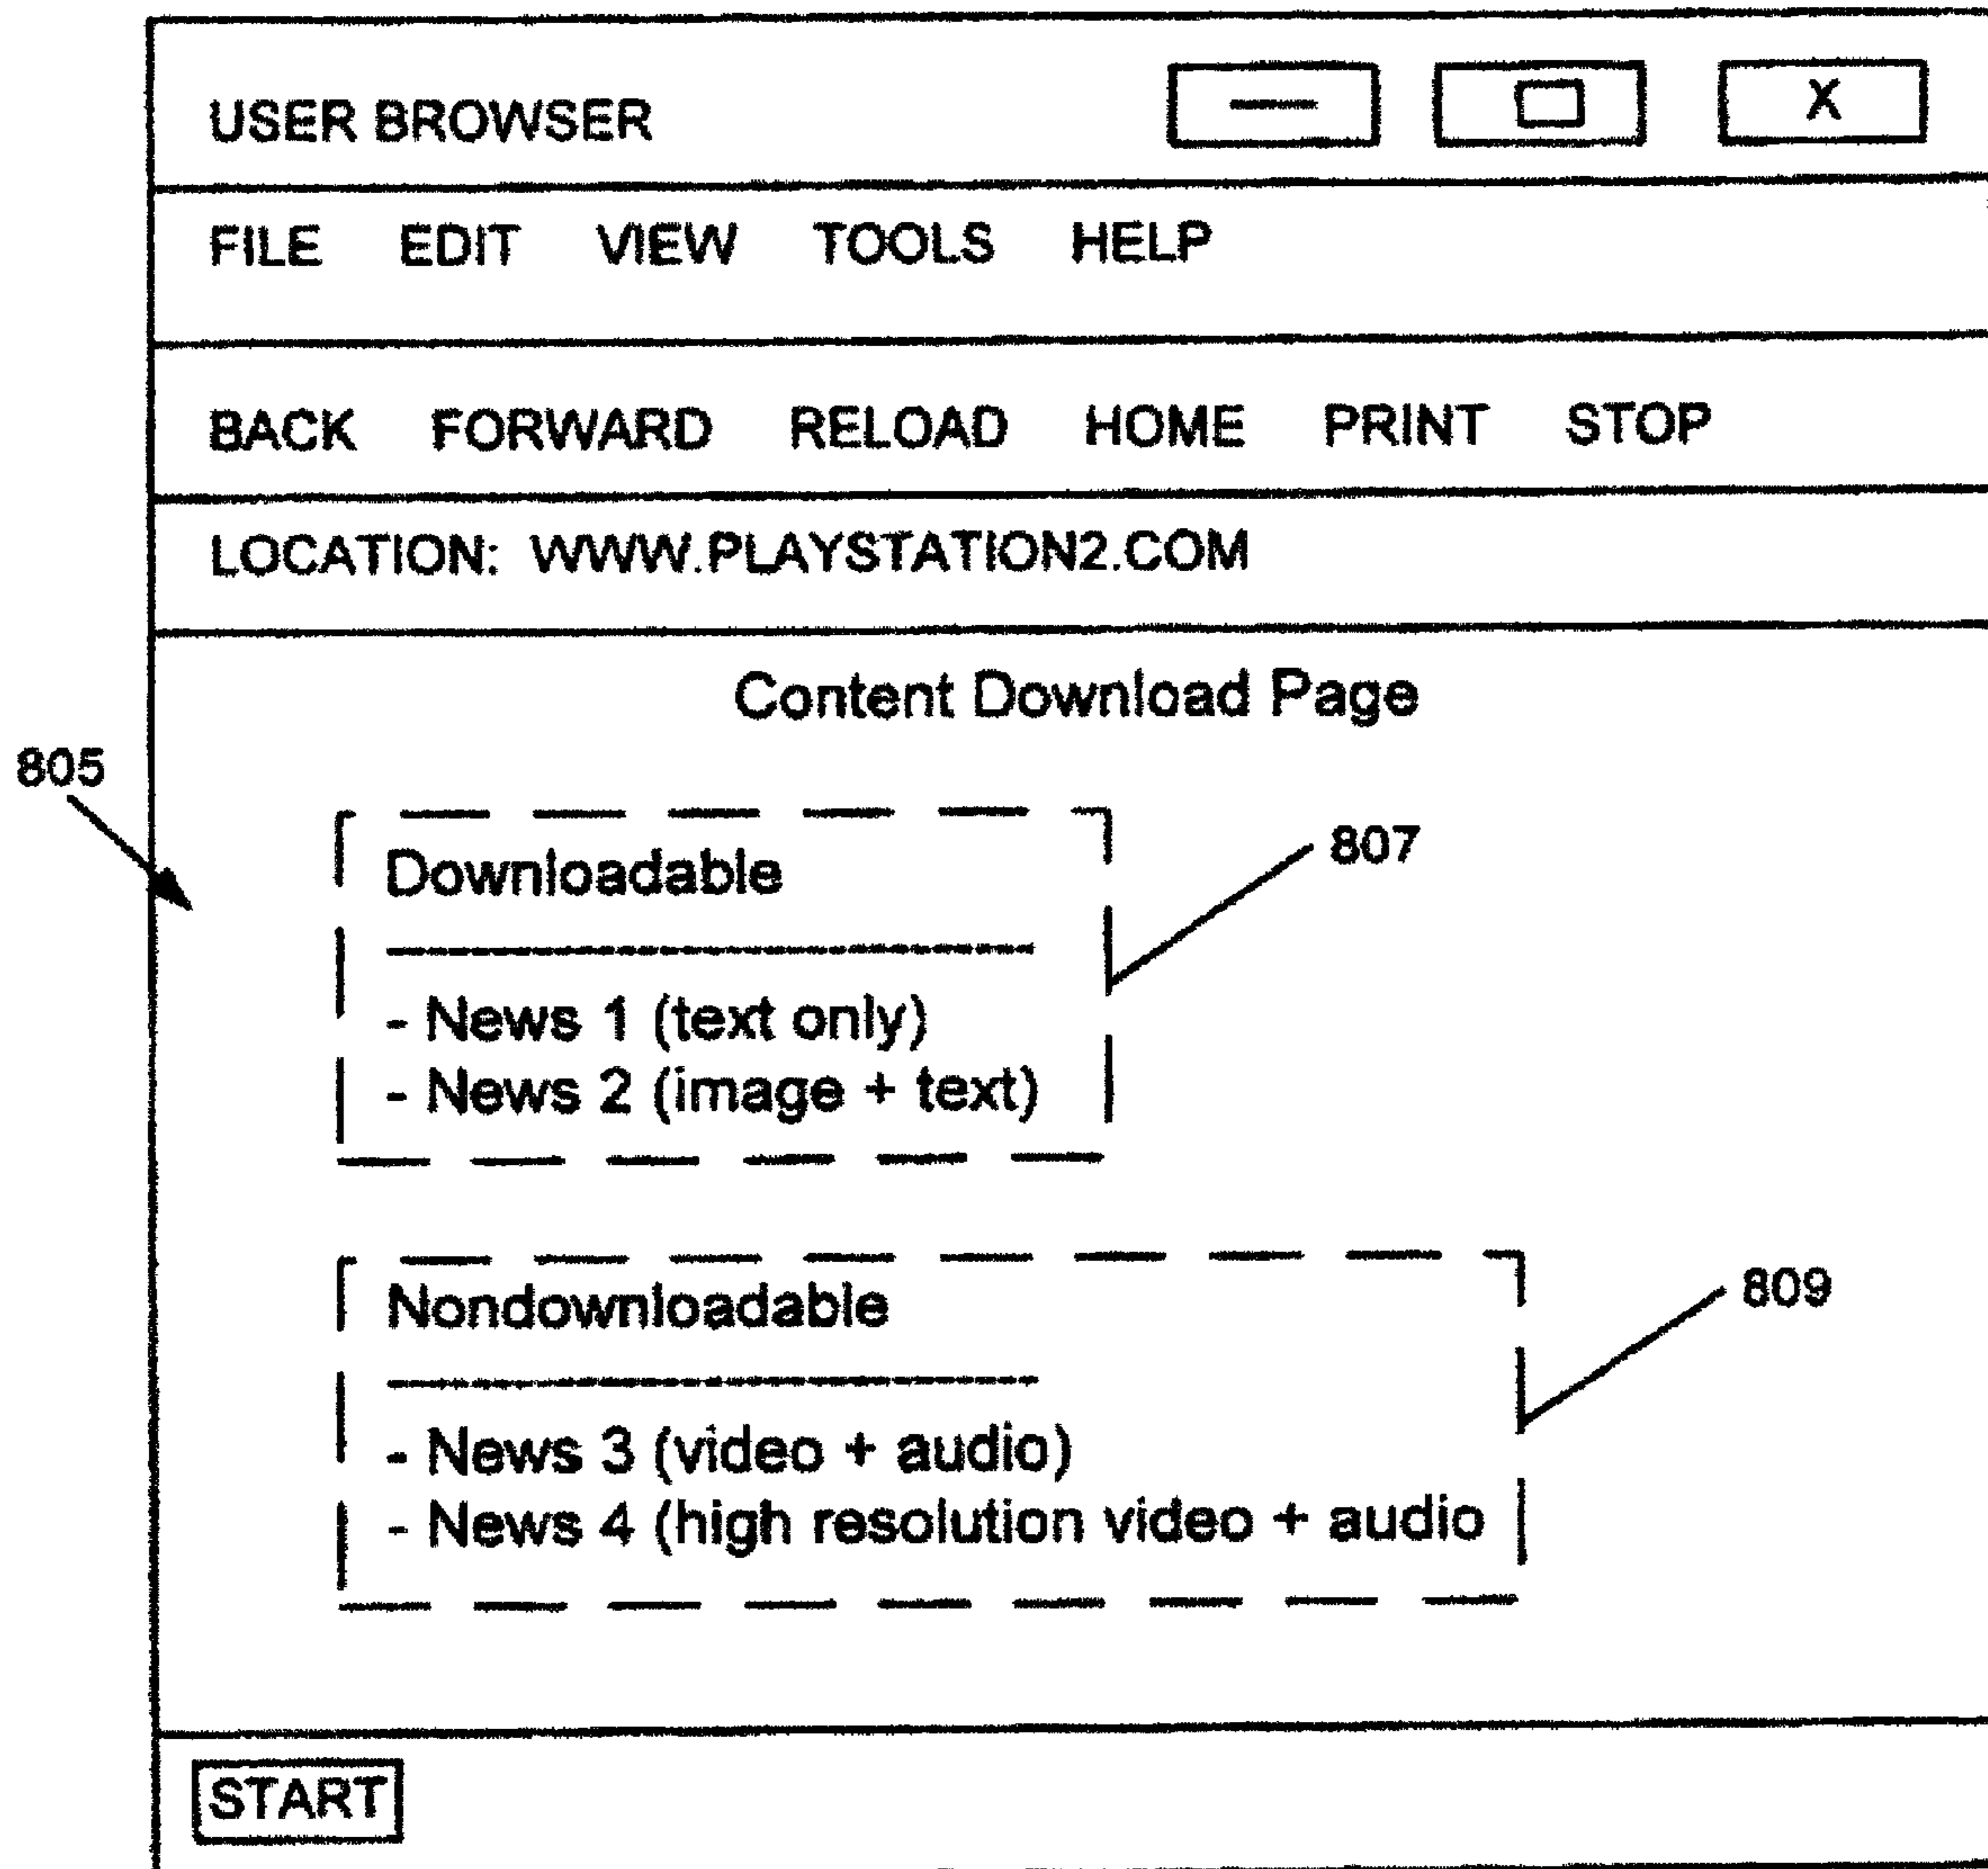 USER BROWSER X
FILE EDIT VIEW TOOLS HELP
BACK FORWARD RELOAD HOME PRINT STOP
LOCATION: WWW.PLAYSTATION2.COM
Content Download Page
805
Downloadable
807
- News 1 (text only)
- News 2 (image + text)
Nondownloadable
809
- News 3 (video + audio)
- News 4 (high resolution video + audio
START